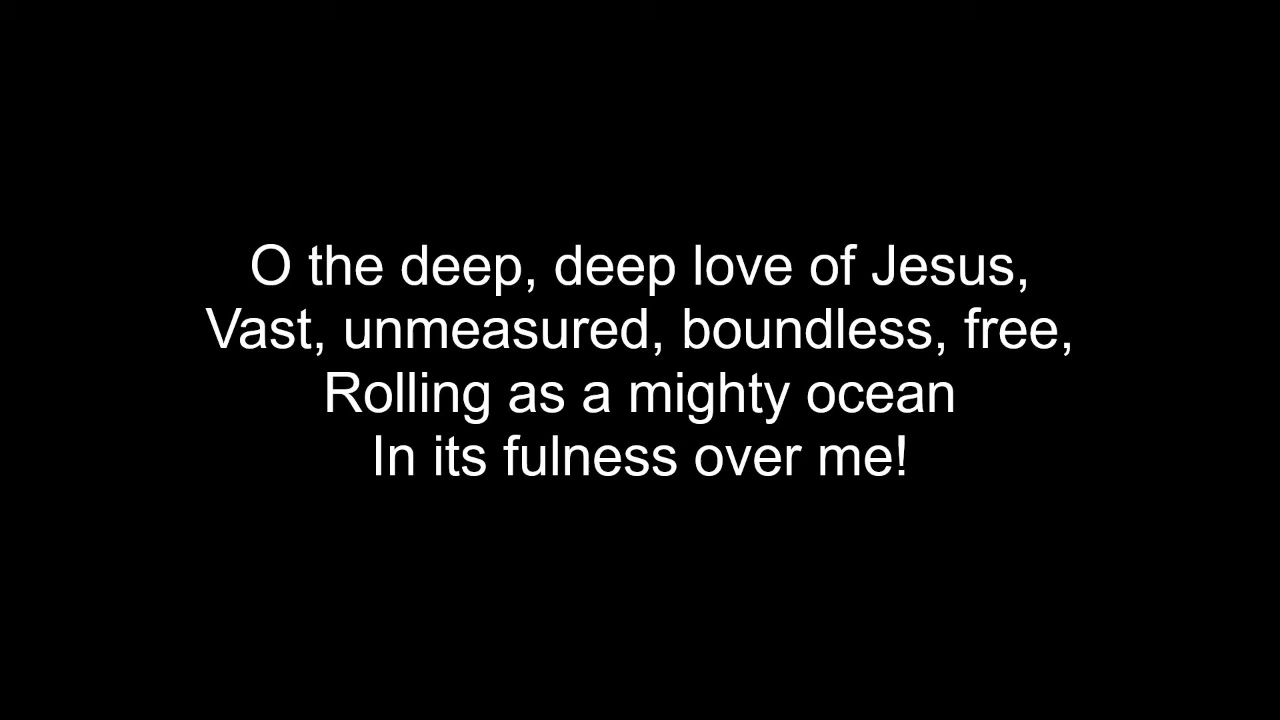 O the deep, deep love of Jesus,
Vast, unmeasured, boundless, free,
Rolling as a mighty ocean
In its fulness over me!